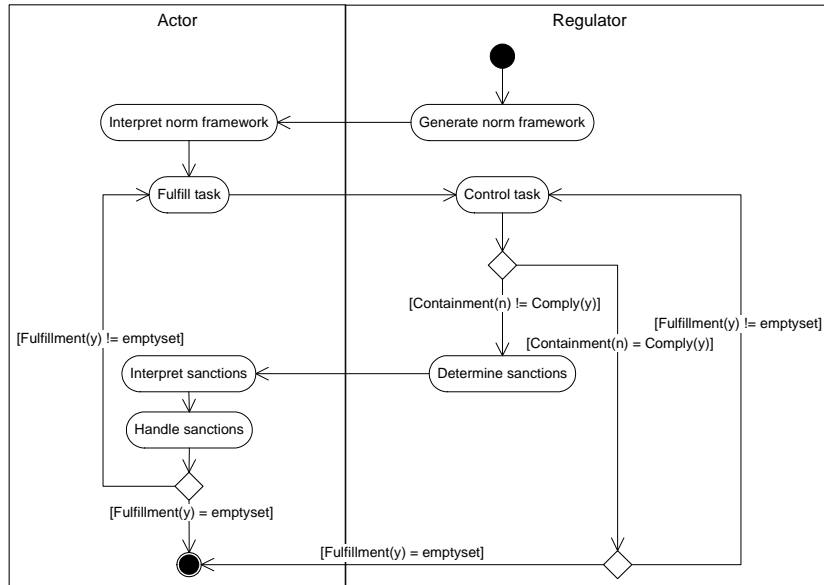 Actor
Regulator
Interpret norm framework
Generate norm framework
Fulfill task
Control task
[Containment(n) != Comply(y)]
[Fulfillment(y) != emptyset]
[Fulfillment(y) != emptyset]
[Containment(n) = Comply(y)]
Interpret sanctions
Determine sanctions
Handle sanctions
[Fulfillment(y) = emptyset]
[Fulfillment(y) = emptyset]